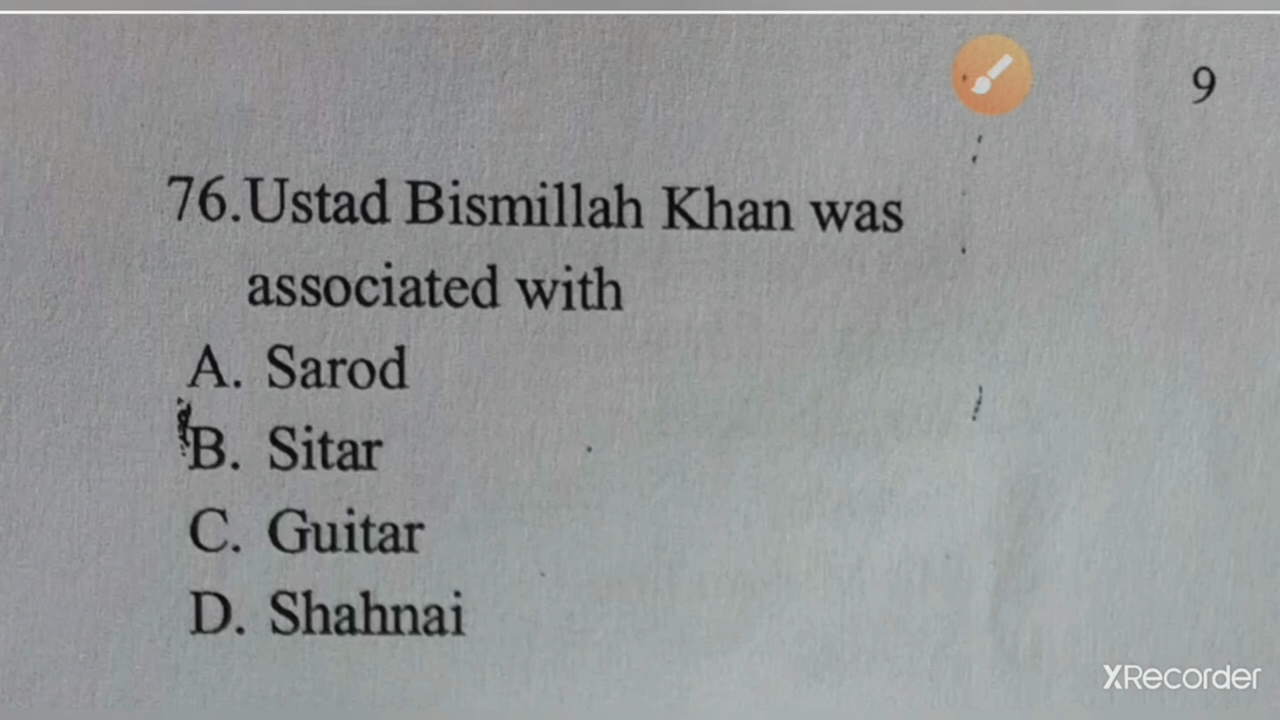 9
76.Ustad Bismillah Khan was
associated with
A. Sarod
B. Sitar
C. Guitar
D. Shahnai
XRecorder